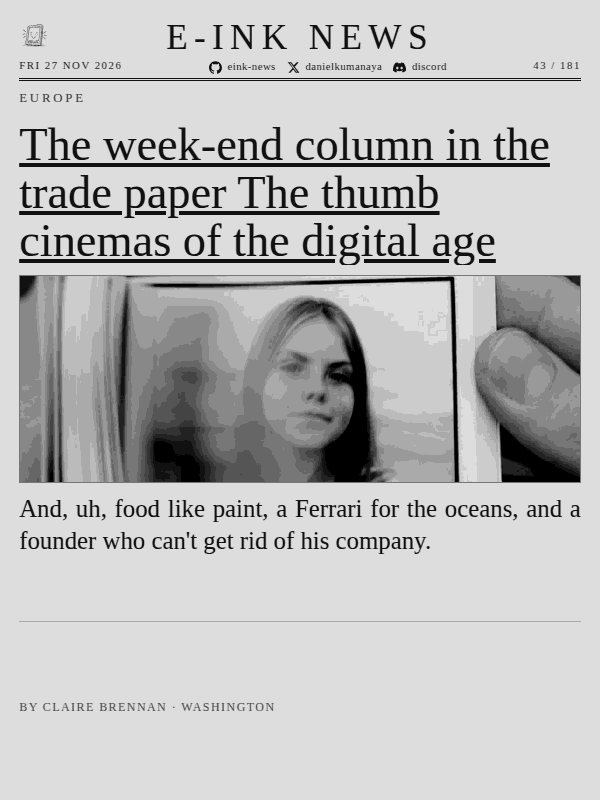 E-INK NEWS
FRI 27 NOV 2026
eink-news danielkumanaya discord
43 / 181
EUROPE
The week-end column in the
trade paper The thumb
cinemas of the digital age
And, uh, food like paint, a Ferrari for the oceans, and a
founder who can't get rid of his company.
BY CLAIRE BRENNAN · WASHINGTON